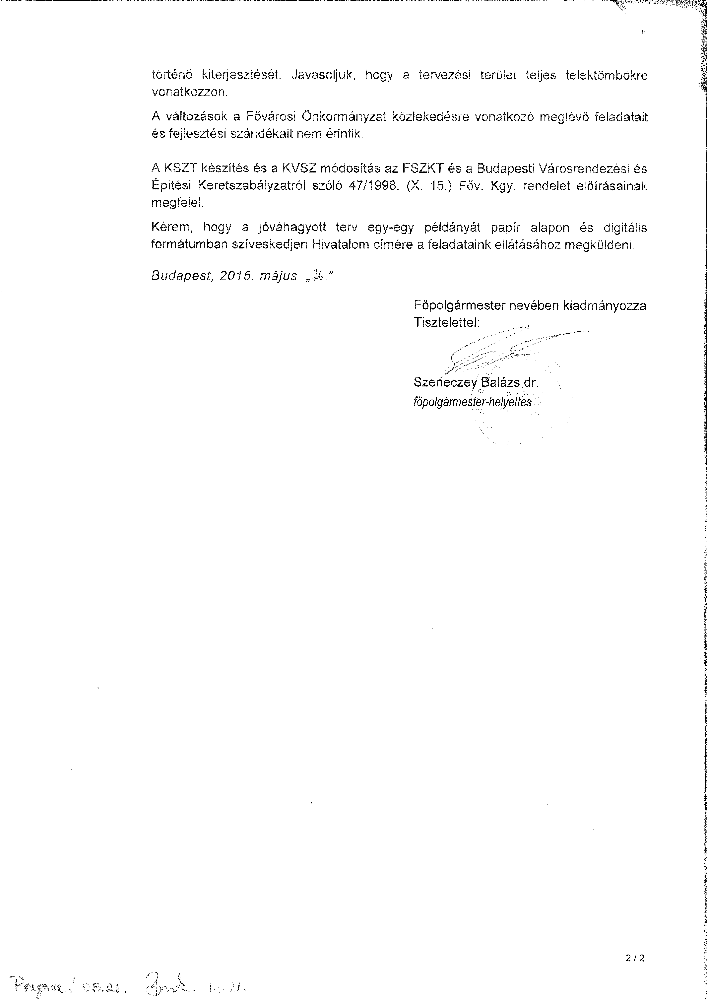 történő kiterjesztését. Javasoljuk, hogy a tervezési terület teljes telektömbökre
vonatkozzon.
A változások a Fővárosi Önkormányzat közlekedésre vonatkozó meglévő feladatait
és fejlesztési szándékait nem érintik.
A KSZT készítés és a KVSZ módosítás az FSZKT és a Budapesti Városrendezési és
Építési Keretszabályzatról szóló 47/1998. (X. 15.) Főv. Kgy. rendelet előírásainak
megfelel.
Kérem, hogy a jóváhagyott terv egy-egy példányát papír alapon és digitális
formátumban szíveskedjen Hivatalom címére a feladataink ellátásához megküldeni.
Budapest, 2015. május „26.”
Főpolgármester nevében kiadmányozza
Tisztelettel:
Szeneczey Balázs dr.
főpolgármester-helyettes
2 / 2
05.21.